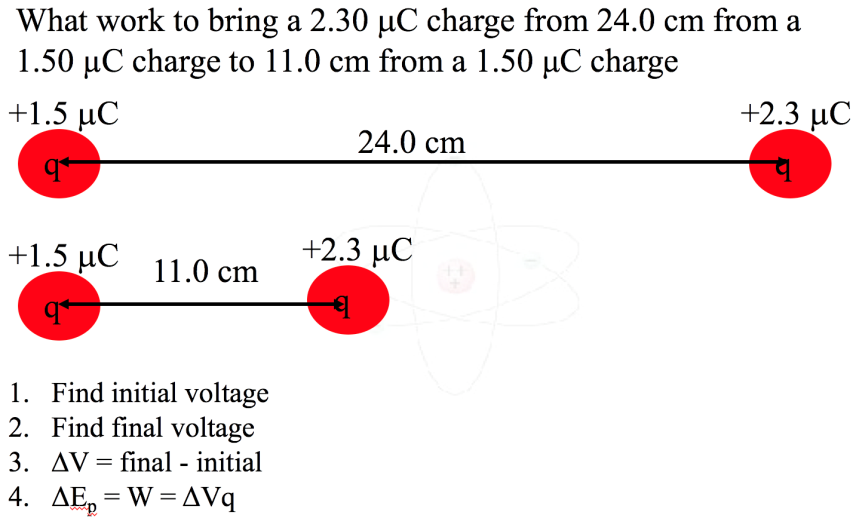 What work to bring a 2.30 μC charge from 24.0 cm from a
1.50 μC charge to 11.0 cm from a 1.50 μC charge
+1.5 μC
+2.3 μC
24.0 cm
q
q
+1.5 μC
+2.3 μC
11.0 cm
q
q
1. Find initial voltage
2. Find final voltage
3. ΔV = final - initial
4. ΔEp = W = ΔVq